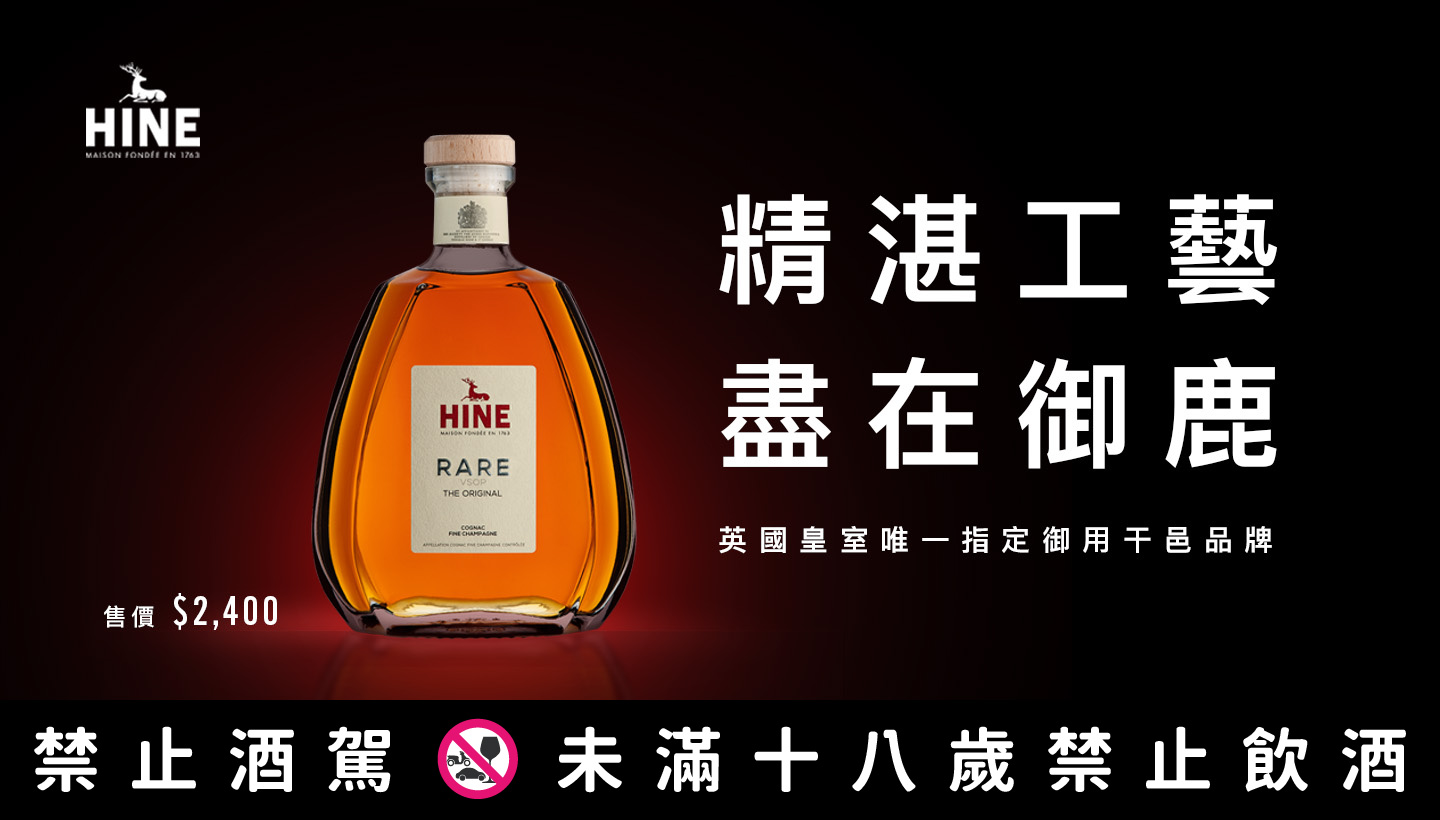 HINE
MAISON FONDÉE EN 1763
精湛工藝
盡在御鹿
英國皇室唯一指定御用干邑品牌
HINE
MAISON FONDÉE EN 1763
RARE
VSOP
THE ORIGINAL
COGNAC
FINE CHAMPAGNE
APPELLATION COGNAC FINE CHAMPAGNE CONTRÔLÉE
售價 $2,400
禁止酒駕 未滿十八歲禁止飲酒